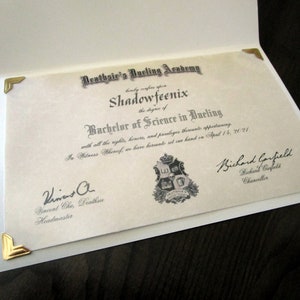 Deathsie's Dueling Academy
hereby confers upon
Shadowfeenix
the degree of
Bachelor of Science in Dueling
with all the rights, honors, and privileges thereunto appertaining.
In Witness Whereof, we have hereunto set our hand on April 15,
Richard Canfield
Vincent Chu,
Headmaster
Richard
Chancellor